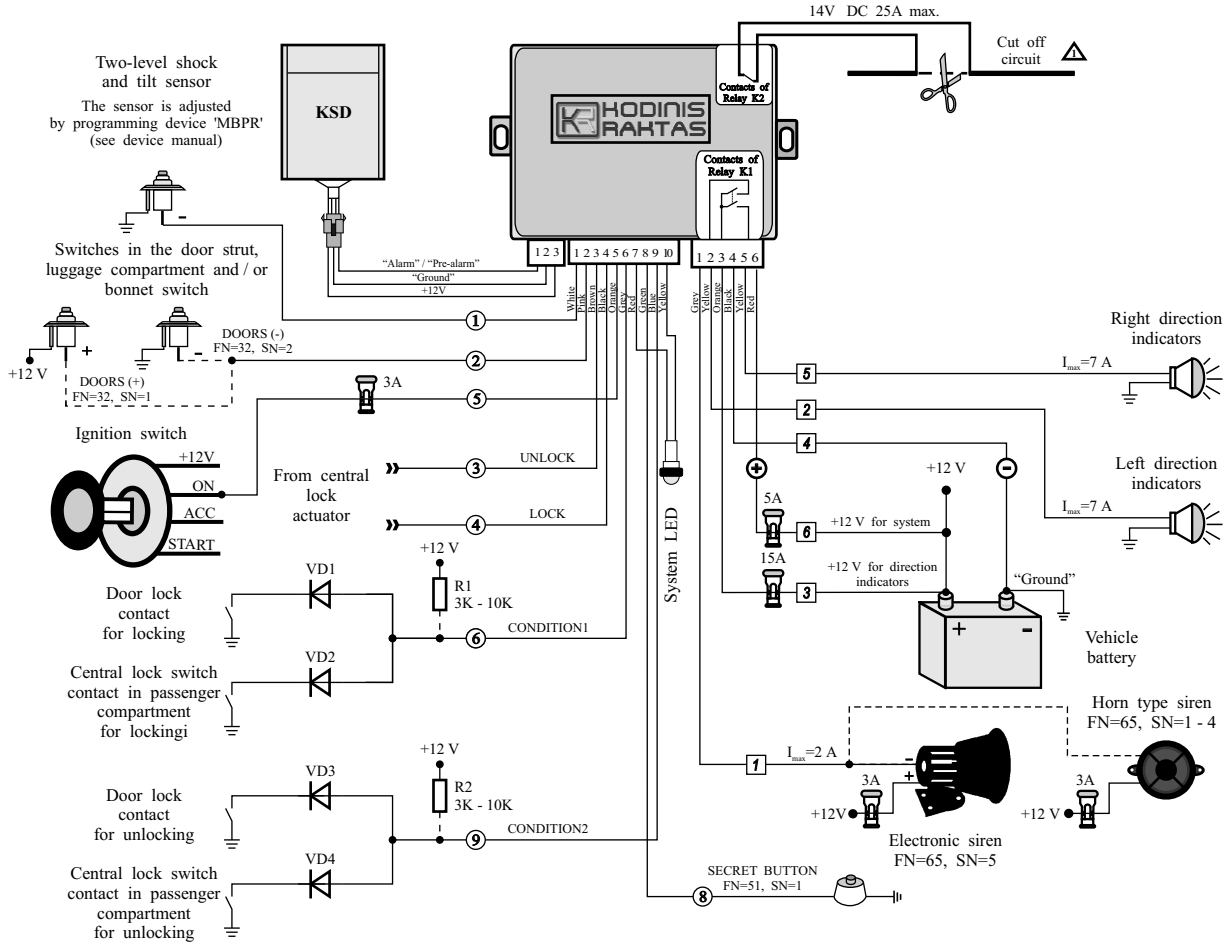 14V DC 25A max.
Cut off
circuit
1
Two-level shock
and tilt sensor
The sensor is adjusted
by programming device 'MBPR'
(see device manual)
KSD
Contacts of
Relay K2
KR KODINIS
RAKTAS
Contacts of
Relay K1
-
Switches in the door strut,
luggage compartment and / or
bonnet switch
1 2 3
1 2 3 4 5 6 7 8 9 10
1 2 3 4 5 6
“Alarm” / “Pre-alarm”
“Ground”
+12V
White
Pink
Brown
Black
Orange
Grey
Red
Green
Blue
Yellow
Grey
Yellow
Orange
Black
Yellow
Red
1
DOORS (-)
FN=32, SN=2
+
-
+12 V
DOORS (+)
FN=32, SN=1
2
3A
5
Right direction
indicators
Imax=7 A
5
2
4
Ignition switch
+12V
ON
ACC
START
From central
lock
actuator
3
UNLOCK
4
LOCK
System LED
+
-
+12 V
Left direction
indicators
Imax=7 A
5A
6
+12 V for system
15A
3
+12 V for direction
indicators
“Ground”
+ -
Vehicle
battery
Door lock
contact
for locking
VD1
+12 V
R1
3K - 10K
6
CONDITION1
Central lock switch
contact in passenger
compartment
for lockingi
VD2
Horn type siren
FN=65, SN=1 - 4
1
Imax=2 A
-
+
3A
+12V
3A
+12 V
Electronic siren
FN=65, SN=5
Door lock
contact
for unlocking
VD3
+12 V
R2
3K - 10K
9
CONDITION2
Central lock switch
contact in passenger
compartment
for unlocking
VD4
SECRET BUTTON
FN=51, SN=1
8